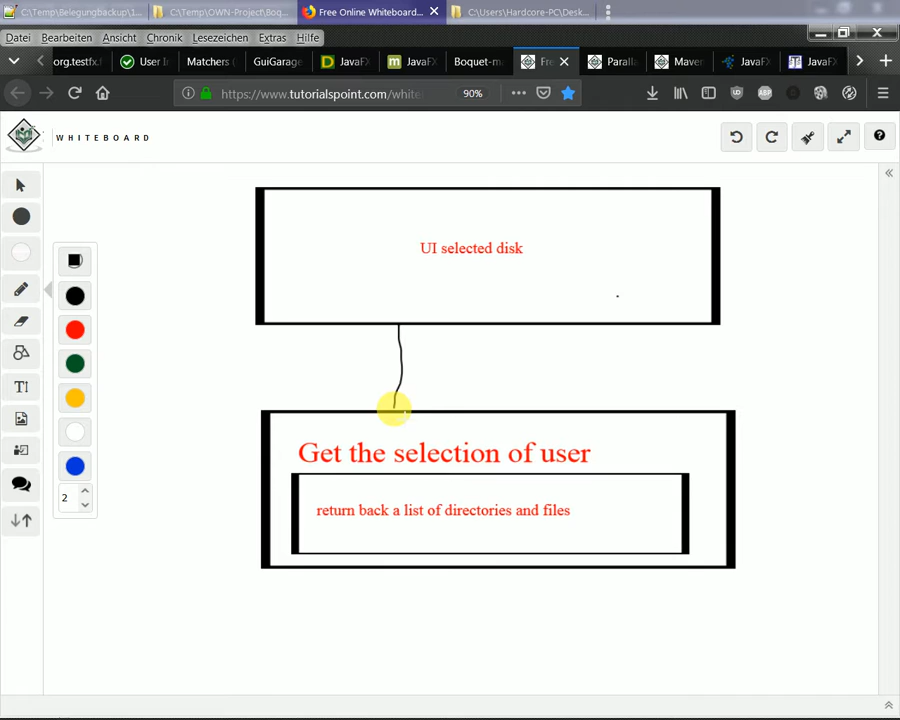 C:\Temp\Belegungbackup\1...
C:\Temp\OWN-Project\Boq...
Free Online Whiteboard...
C:\Users\Hardcore-PC\Desk...
Datei Bearbeiten Ansicht Chronik Lesezeichen Extras Hilfe
org.testfx.f
User In
Matchers (
GuiGarage
JavaFX
JavaFX
Boquet-ma
Fre
Paralla
Maven
JavaFX
JavaFX
https://www.tutorialspoint.com/white
90%
WHITEBOARD
UI selected disk
Get the selection of user
return back a list of directories and files
TI
2